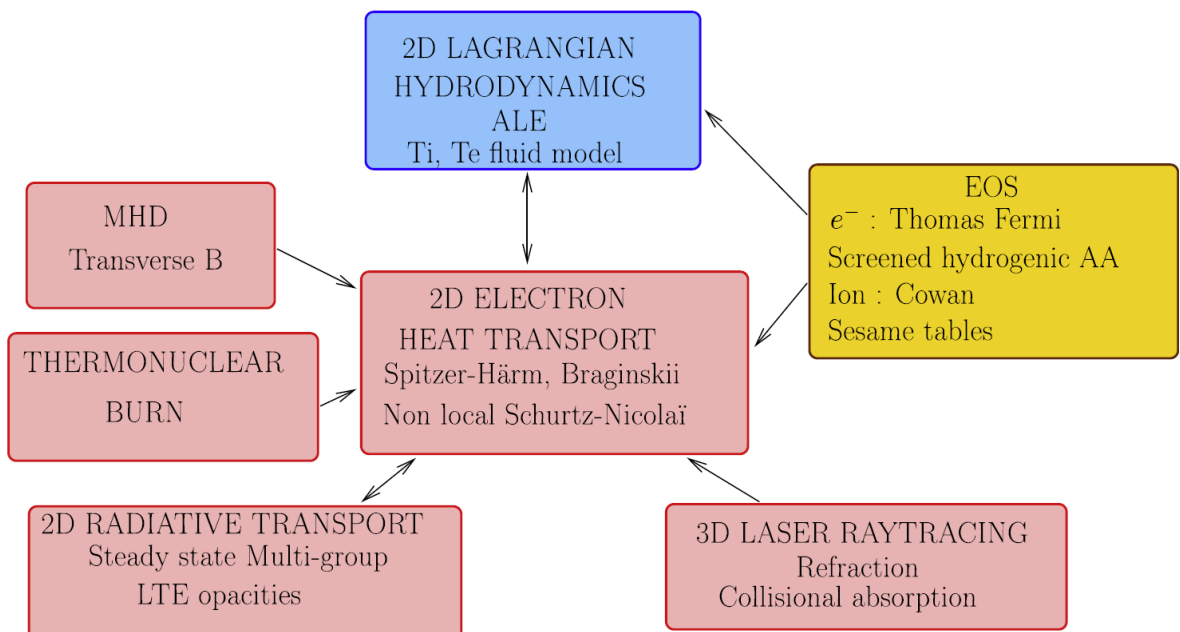 2D LAGRANGIAN
HYDRODYNAMICS
ALE
Ti, Te fluid model
MHD
Transverse B
EOS
e⁻ : Thomas Fermi
Screened hydrogenic AA
Ion : Cowan
Sesame tables
2D ELECTRON
HEAT TRANSPORT
Spitzer-Härm, Braginskii
Non local Schurtz-Nicolaï
THERMONUCLEAR
BURN
2D RADIATIVE TRANSPORT
Steady state Multi-group
LTE opacities
3D LASER RAYTRACING
Refraction
Collisional absorption